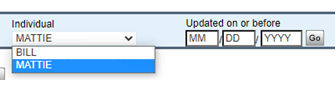 Individual Updated on or before
MATTIE MM / DD / YYYY Go
BILL
MATTIE